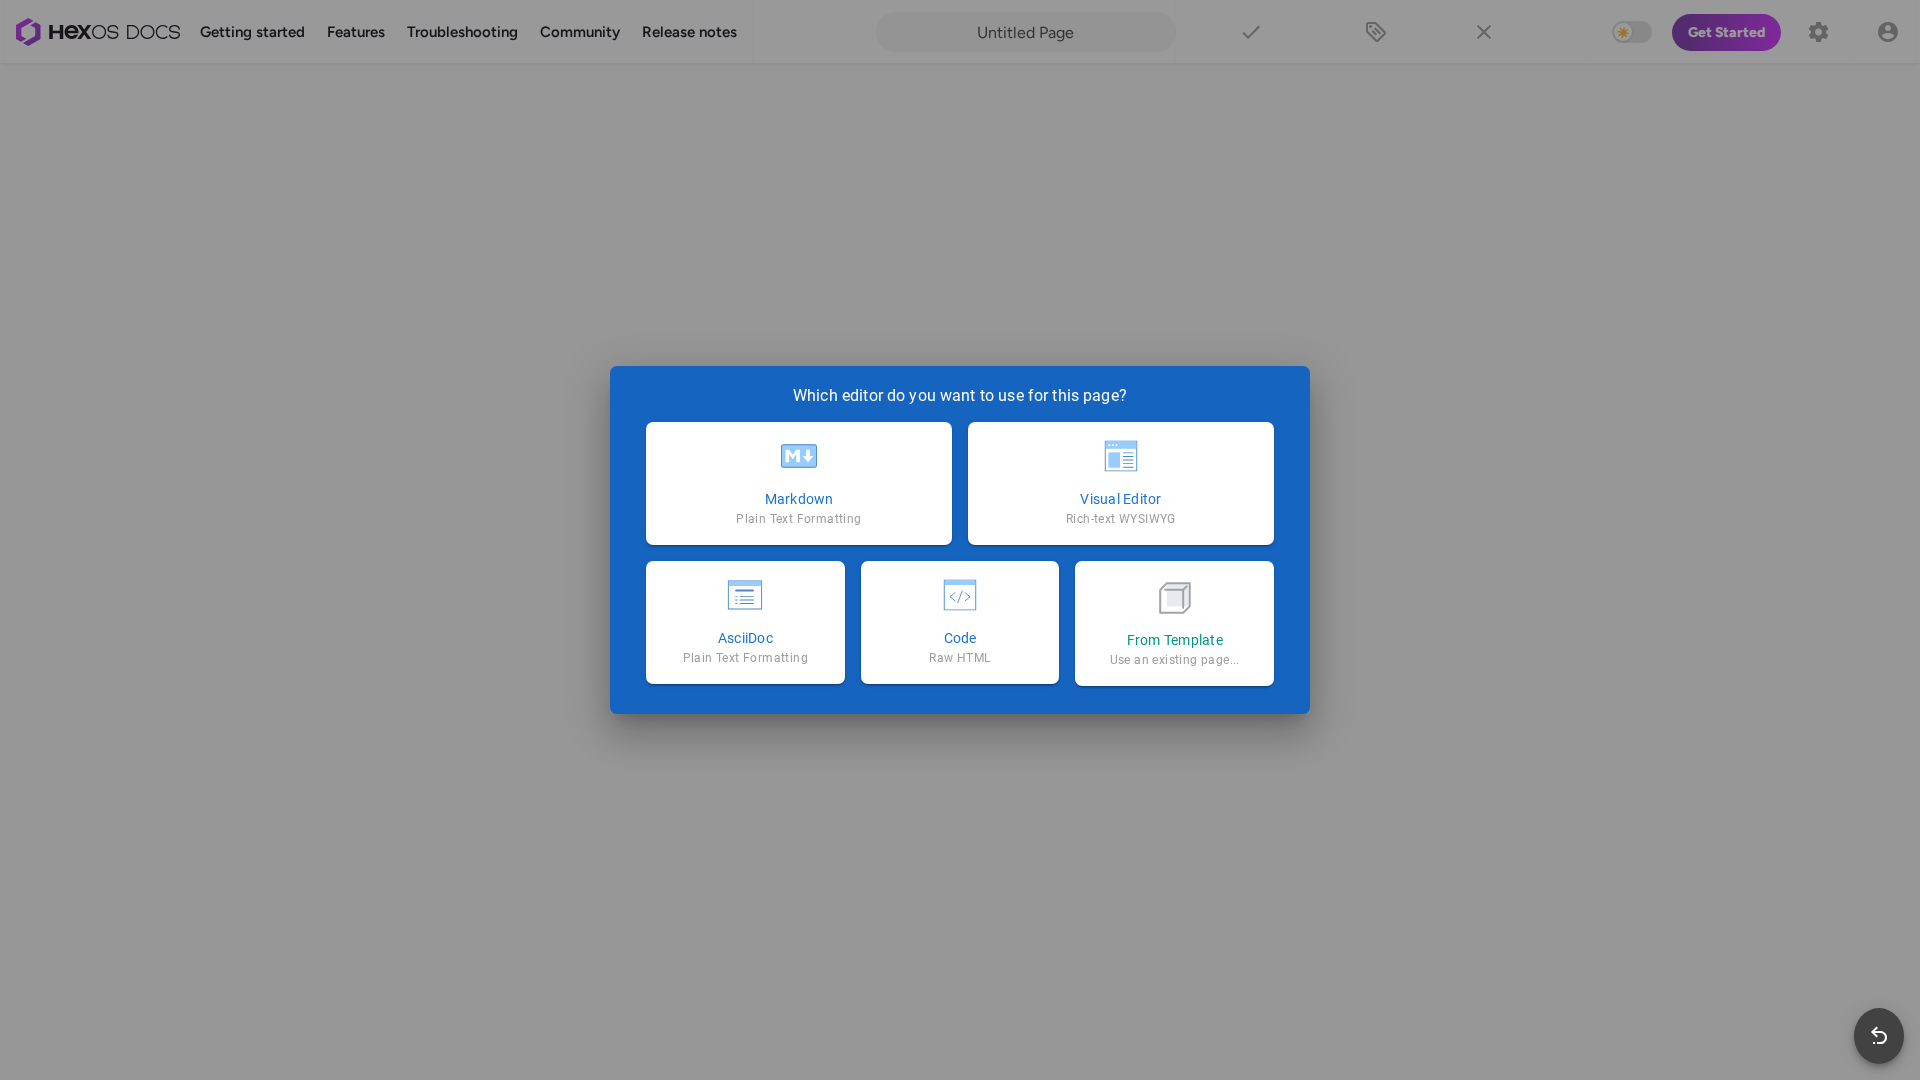 HEXOS DOCS Getting started Features Troubleshooting Community Release notes Untitled Page Get Started
Which editor do you want to use for this page?
Markdown
Plain Text Formatting
Visual Editor
Rich-text WYSIWYG
AsciiDoc
Plain Text Formatting
</>
Code
Raw HTML
From Template
Use an existing page...